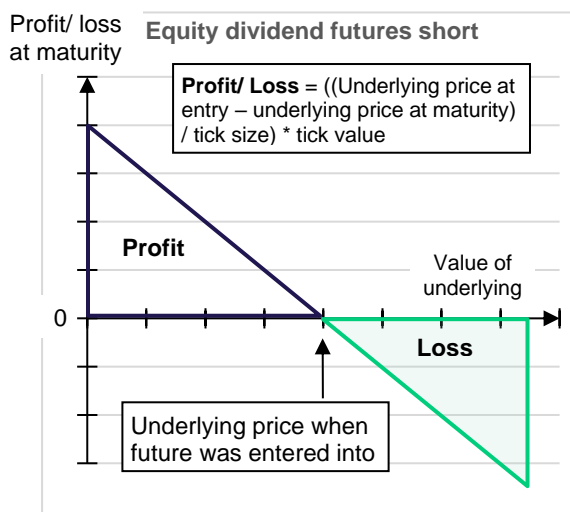 Profit/ loss
at maturity
Equity dividend futures short
Profit/ Loss = ((Underlying price at
entry – underlying price at maturity)
/ tick size) * tick value
Profit
Value of
underlying
0
Loss
Underlying price when
future was entered into